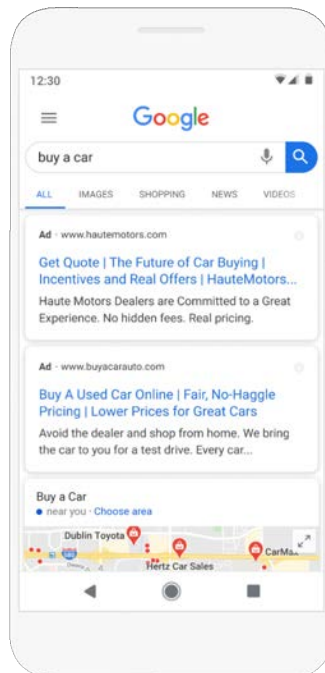 12:30
Google
buy a car
ALL IMAGES SHOPPING NEWS VIDEOS
Ad · www.hautemotors.com
Get Quote | The Future of Car Buying |
Incentives and Real Offers | HauteMotors...
Haute Motors Dealers are Committed to a Great
Experience. No hidden fees. Real pricing.
Ad · www.buyacarauto.com
Buy A Used Car Online | Fair, No-Haggle
Pricing | Lower Prices for Great Cars
Avoid the dealer and shop from home. We bring
the car to you for a test drive. Every car...
Buy a Car
near you · Choose area
Dublin Toyota
CarMa...
Hertz Car Sales